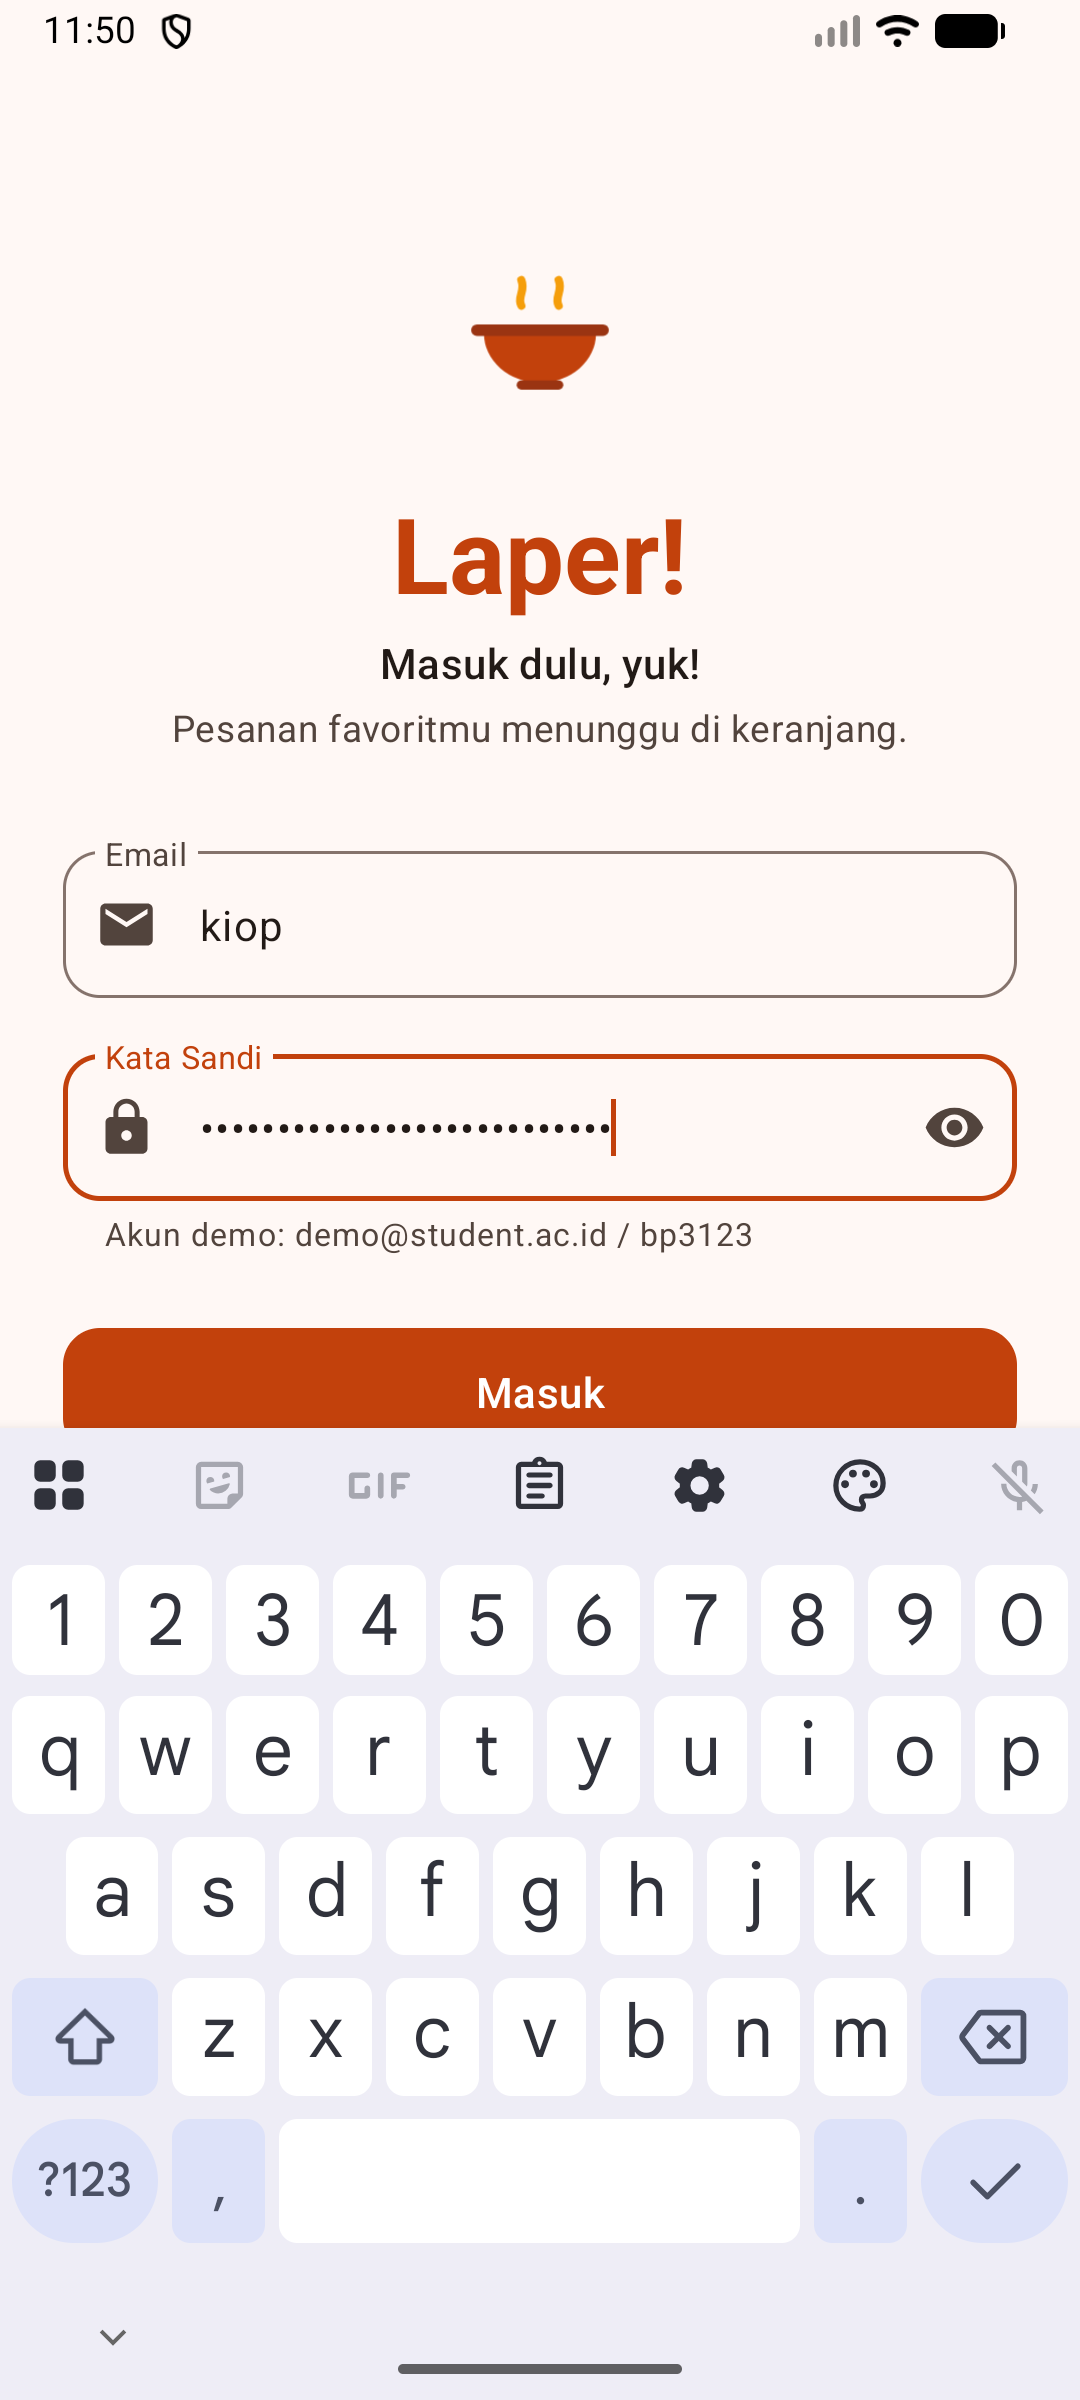 11:50
Laper!
Masuk dulu, yuk!
Pesanan favoritmu menunggu di keranjang.
Email
kiop
Kata Sandi
•••••••••••••••••••••••••••
Akun demo: demo@student.ac.id / bp3123
Masuk
GIF
1 2 3 4 5 6 7 8 9 0
q w e r t y u i o p
a s d f g h j k l
z x c v b n m
?123 , .